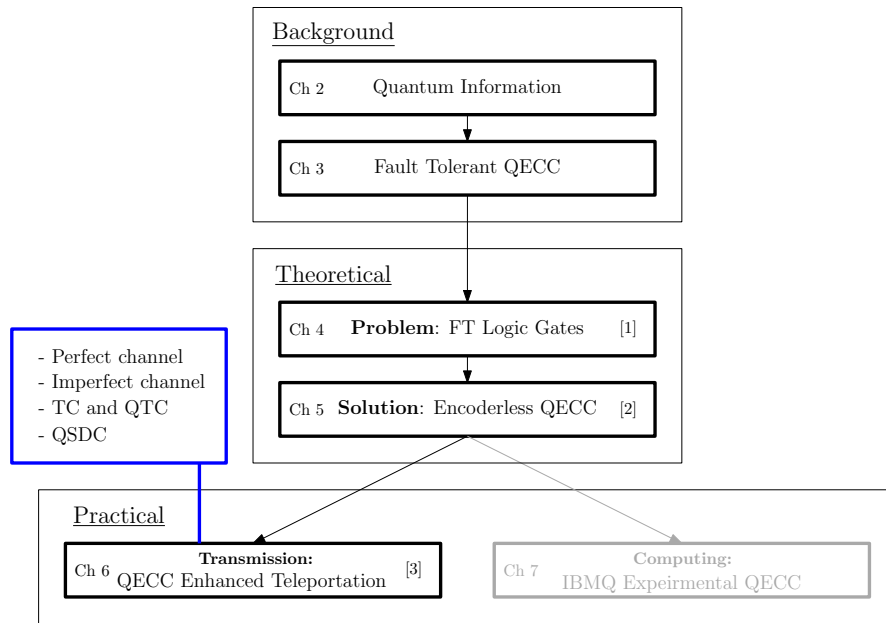 Background
Ch 2 Quantum Information
Ch 3 Fault Tolerant QECC
Theoretical
Ch 4 Problem: FT Logic Gates [1]
Ch 5 Solution: Encoderless QECC [2]
- Perfect channel
- Imperfect channel
- TC and QTC
- QSDC
Practical
Transmission:
Ch 6 QECC Enhanced Teleportation [3]
Computing:
Ch 7 IBMQ Expeirmental QECC